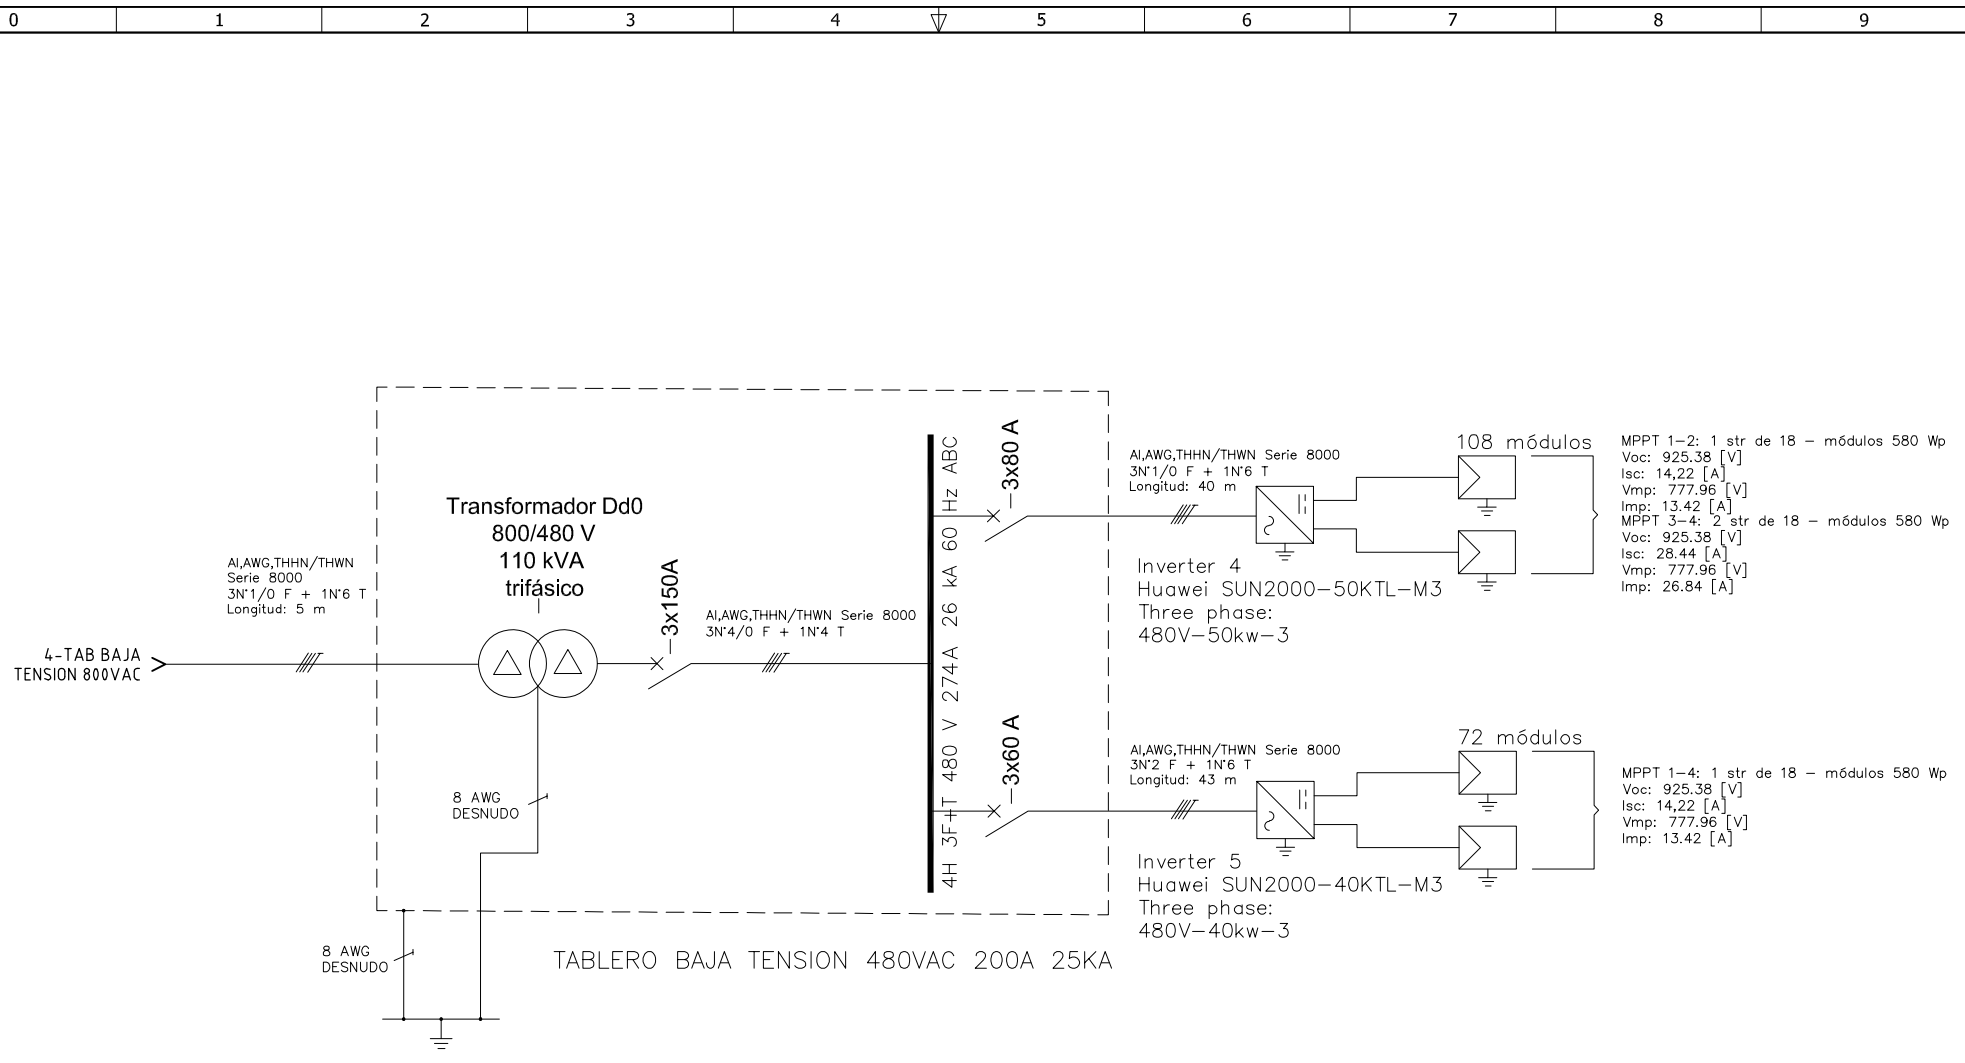 0 1 2 3 4 5 6 7 8 9
Transformador Dd0
800/480 V
110 kVA
trifásico
Al,AWG,THHN/THWN
Serie 8000
3N°1/0 F + 1N°6 T
Longitud: 5 m
4-TAB BAJA
TENSION 800VAC
3x150A
Al,AWG,THHN/THWN Serie 8000
3N°4/0 F + 1N°4 T
8 AWG
DESNUDO
8 AWG
DESNUDO
4H 3F+T 480 V 274A 26 kA 60 Hz ABC
TABLERO BAJA TENSION 480VAC 200A 25KA
3x80 A
Al,AWG,THHN/THWN Serie 8000
3N°1/0 F + 1N°6 T
Longitud: 40 m
Inverter 4
Huawei SUN2000-50KTL-M3
Three phase:
480V-50kw-3
108 módulos
MPPT 1-2: 1 str de 18 - módulos 580 Wp
Voc: 925.38 [V]
Isc: 14,22 [A]
Vmp: 777.96 [V]
Imp: 13.42 [A]
MPPT 3-4: 2 str de 18 - módulos 580 Wp
Voc: 925.38 [V]
Isc: 28.44 [A]
Vmp: 777.96 [V]
Imp: 26.84 [A]
3x60 A
Al,AWG,THHN/THWN Serie 8000
3N°2 F + 1N°6 T
Longitud: 43 m
Inverter 5
Huawei SUN2000-40KTL-M3
Three phase:
480V-40kw-3
72 módulos
MPPT 1-4: 1 str de 18 - módulos 580 Wp
Voc: 925.38 [V]
Isc: 14,22 [A]
Vmp: 777.96 [V]
Imp: 13.42 [A]